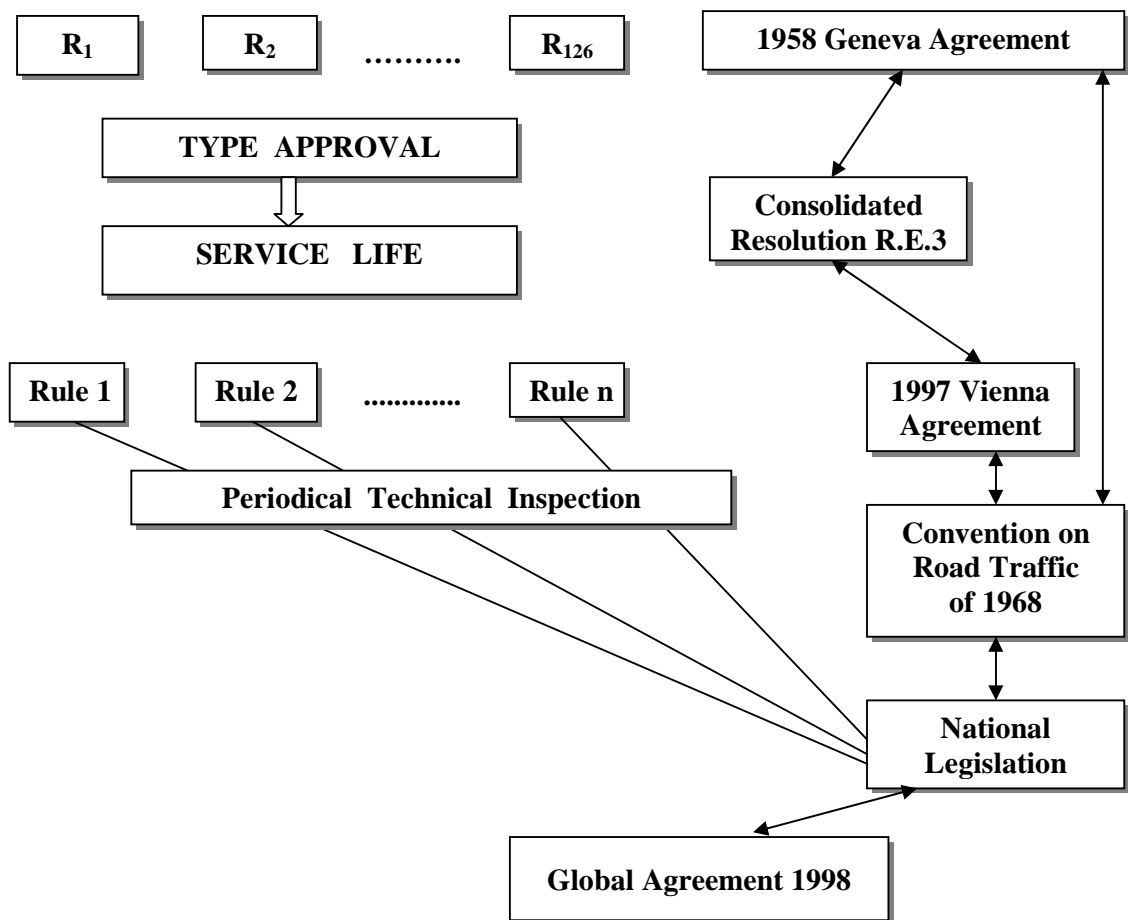 R1 R2 ………. R126
1958 Geneva Agreement
TYPE APPROVAL
Consolidated
Resolution R.E.3
SERVICE LIFE
Rule 1 Rule 2 ............. Rule n
1997 Vienna
Agreement
Periodical Technical Inspection
Convention on
Road Traffic
of 1968
National
Legislation
Global Agreement 1998